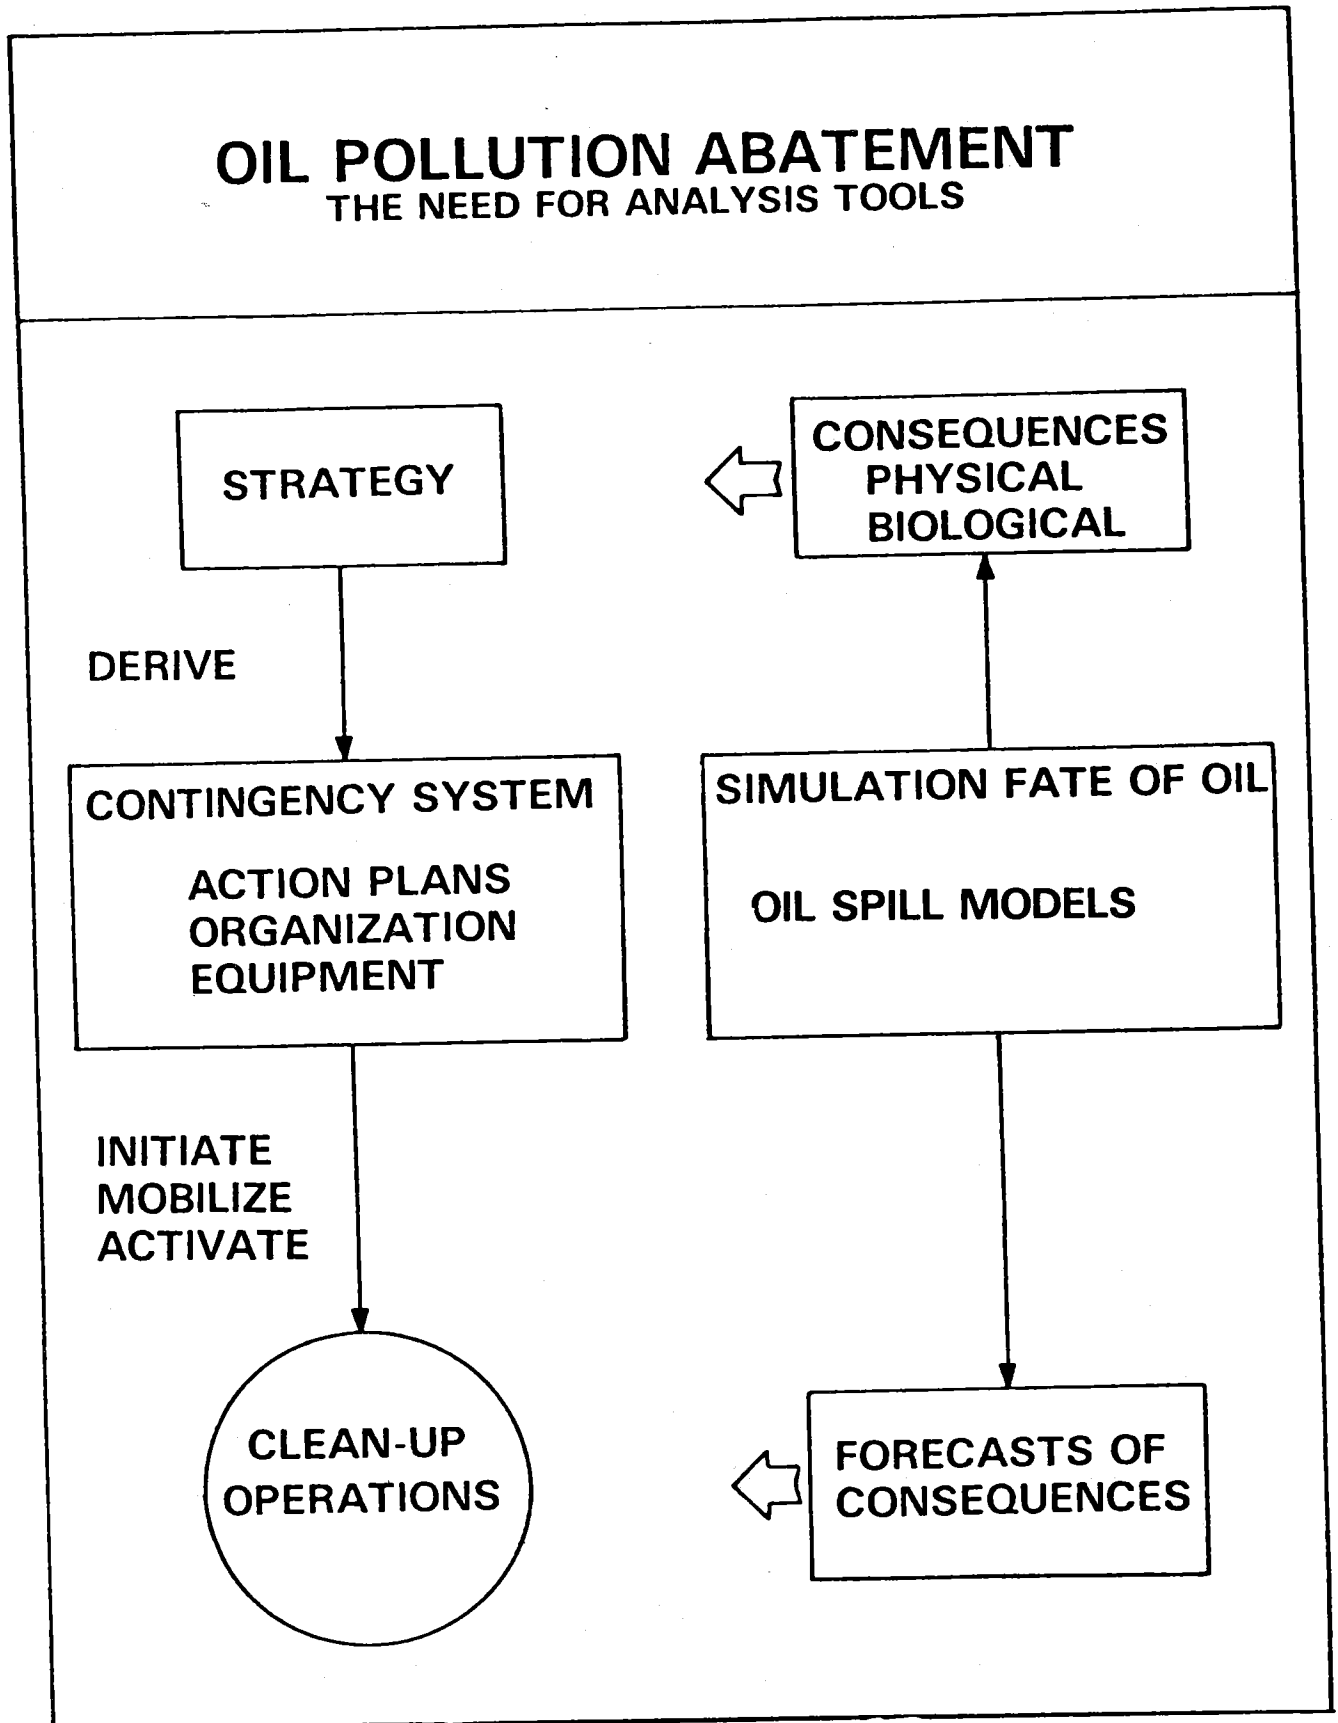 OIL POLLUTION ABATEMENT
THE NEED FOR ANALYSIS TOOLS
STRATEGY
CONSEQUENCES
PHYSICAL
BIOLOGICAL
DERIVE
CONTINGENCY SYSTEM
ACTION PLANS
ORGANIZATION
EQUIPMENT
SIMULATION FATE OF OIL
OIL SPILL MODELS
INITIATE
MOBILIZE
ACTIVATE
CLEAN-UP
OPERATIONS
FORECASTS OF
CONSEQUENCES